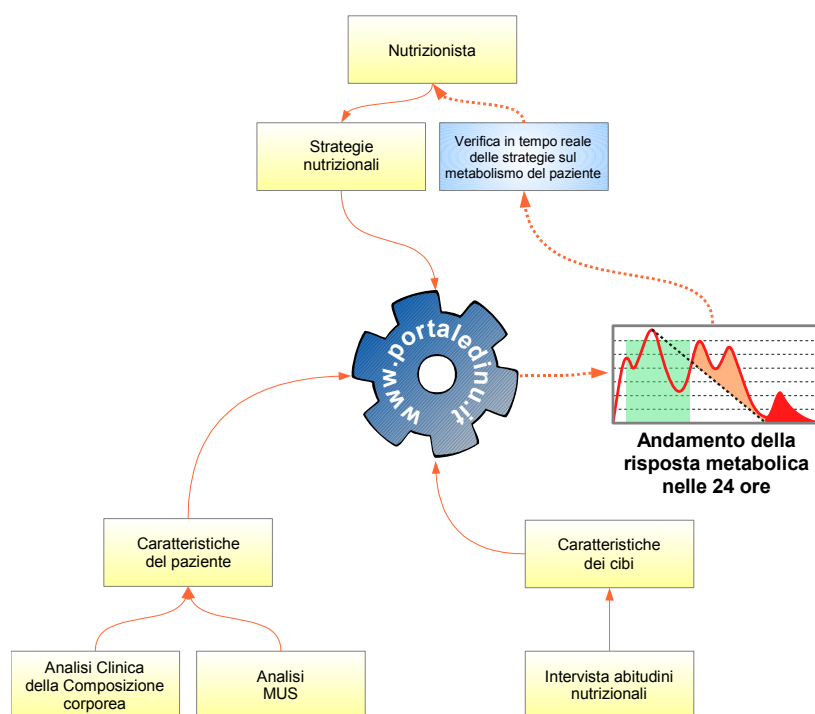 Nutrizionista
Strategie
nutrizionali
Verifica in tempo reale
delle strategie sul
metabolismo del paziente
www.portaledinu.it
Andamento della
risposta metabolica
nelle 24 ore
Caratteristiche
del paziente
Caratteristiche
dei cibi
Analisi Clinica
della Composizione
corporea
Analisi
MUS
Intervista abitudini
nutrizionali